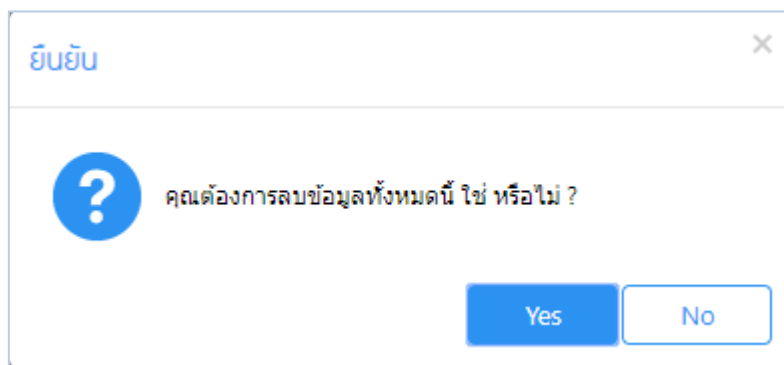 ยืนยัน
คุณต้องการลบข้อมูลทั้งหมดนี้ ใช่ หรือไม่ ?
Yes No